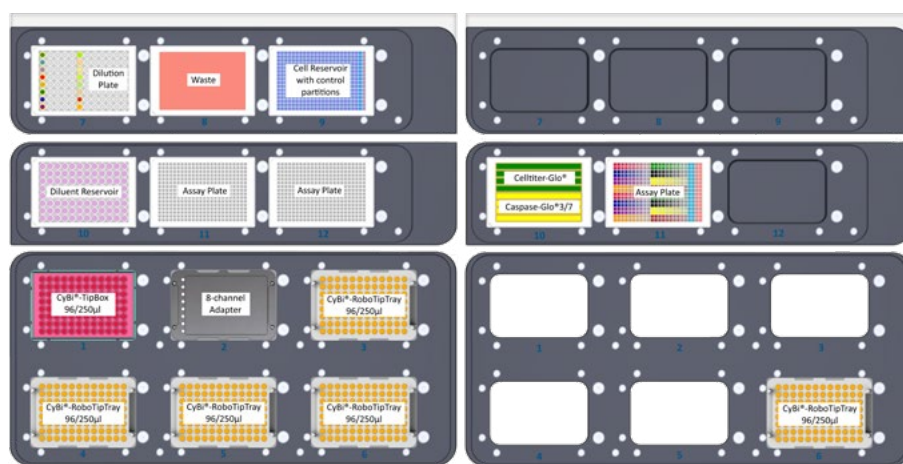 Dilution
Plate
Waste
Cell Reservoir
with control
partitions
7
8
9
Diluent Reservoir
Assay Plate
Assay Plate
10
11
12
CyBi®-TipBox
96/250µl
8-channel
Adapter
CyBi®-RoboTipTray
96/250µl
1
2
3
CyBi®-RoboTipTray
96/250µl
CyBi®-RoboTipTray
96/250µl
CyBi®-RoboTipTray
96/250µl
4
5
6
7
8
9
Celltiter-Glo®
Caspase-Glo®3/7
Assay Plate
10
11
12
1
2
3
CyBi®-RoboTipTray
96/250µl
4
5
6